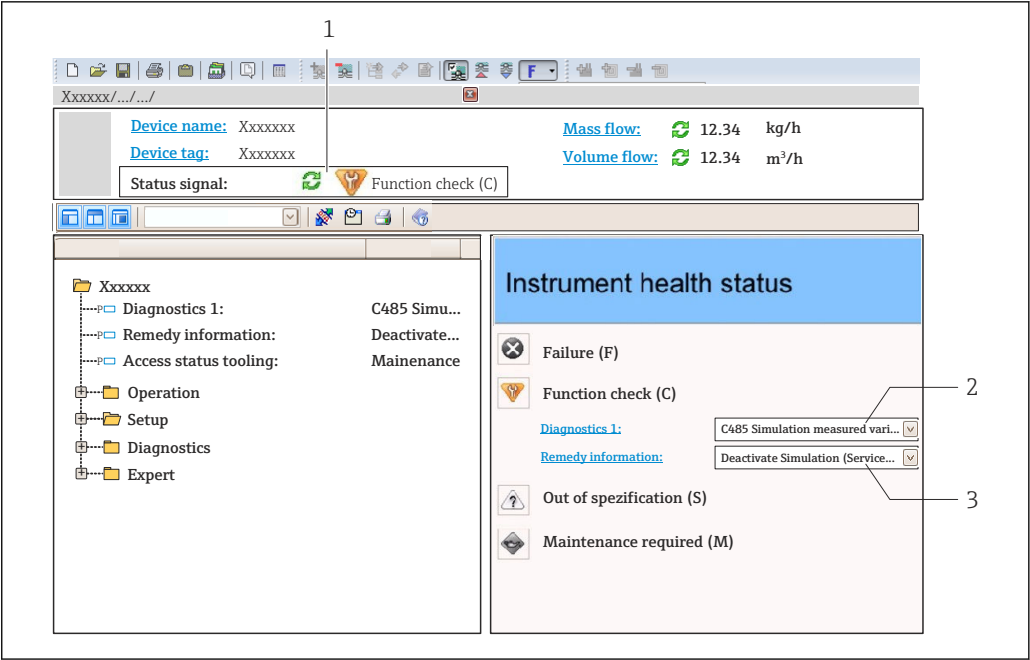 1
F
Xxxxxx/.../.../
Device name: Xxxxxxx
Mass flow: 12.34 kg/h
Device tag: Xxxxxxx
Volume flow: 12.34 m³/h
Status signal: Function check (C)
Xxxxxx
Diagnostics 1: C485 Simu...
Remedy information: Deactivate...
Access status tooling: Mainenance
Operation
Setup
Diagnostics
Expert
Instrument health status
Failure (F)
Function check (C)
Diagnostics 1: C485 Simulation measured vari...
2
Remedy information: Deactivate Simulation (Service...
3
Out of spezification (S)
Maintenance required (M)